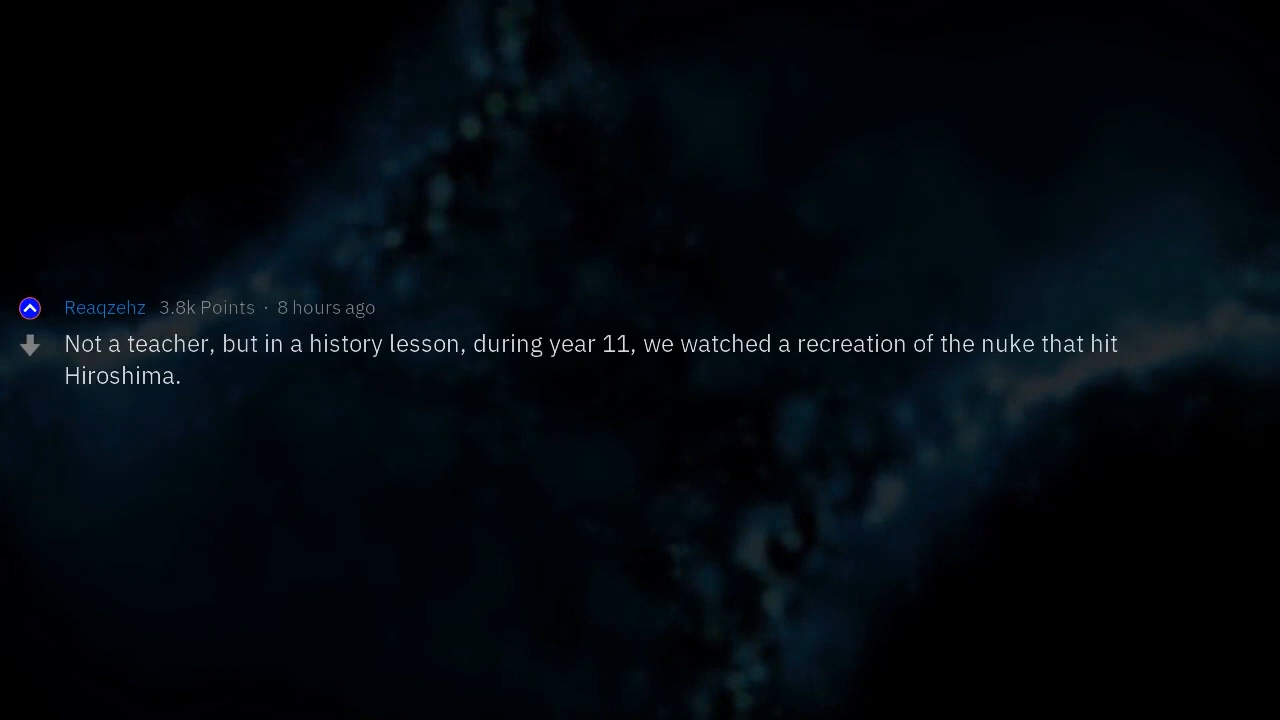 Reaqzehz 3.8k Points · 8 hours ago
Not a teacher, but in a history lesson, during year 11, we watched a recreation of the nuke that hit
Hiroshima.